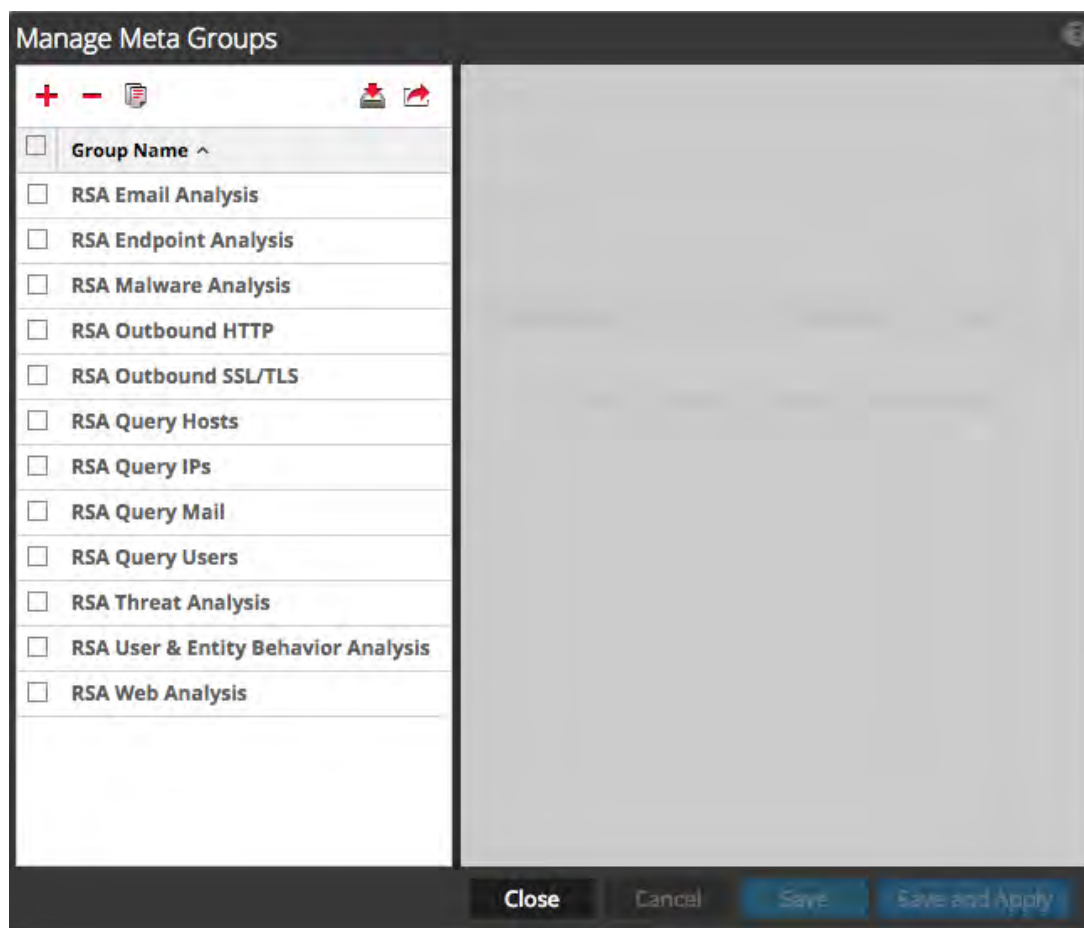 Manage Meta Groups
Group Name
RSA Email Analysis
RSA Endpoint Analysis
RSA Malware Analysis
RSA Outbound HTTP
RSA Outbound SSL/TLS
RSA Query Hosts
RSA Query IPs
RSA Query Mail
RSA Query Users
RSA Threat Analysis
RSA User & Entity Behavior Analysis
RSA Web Analysis
Close Cancel Save Save and Apply